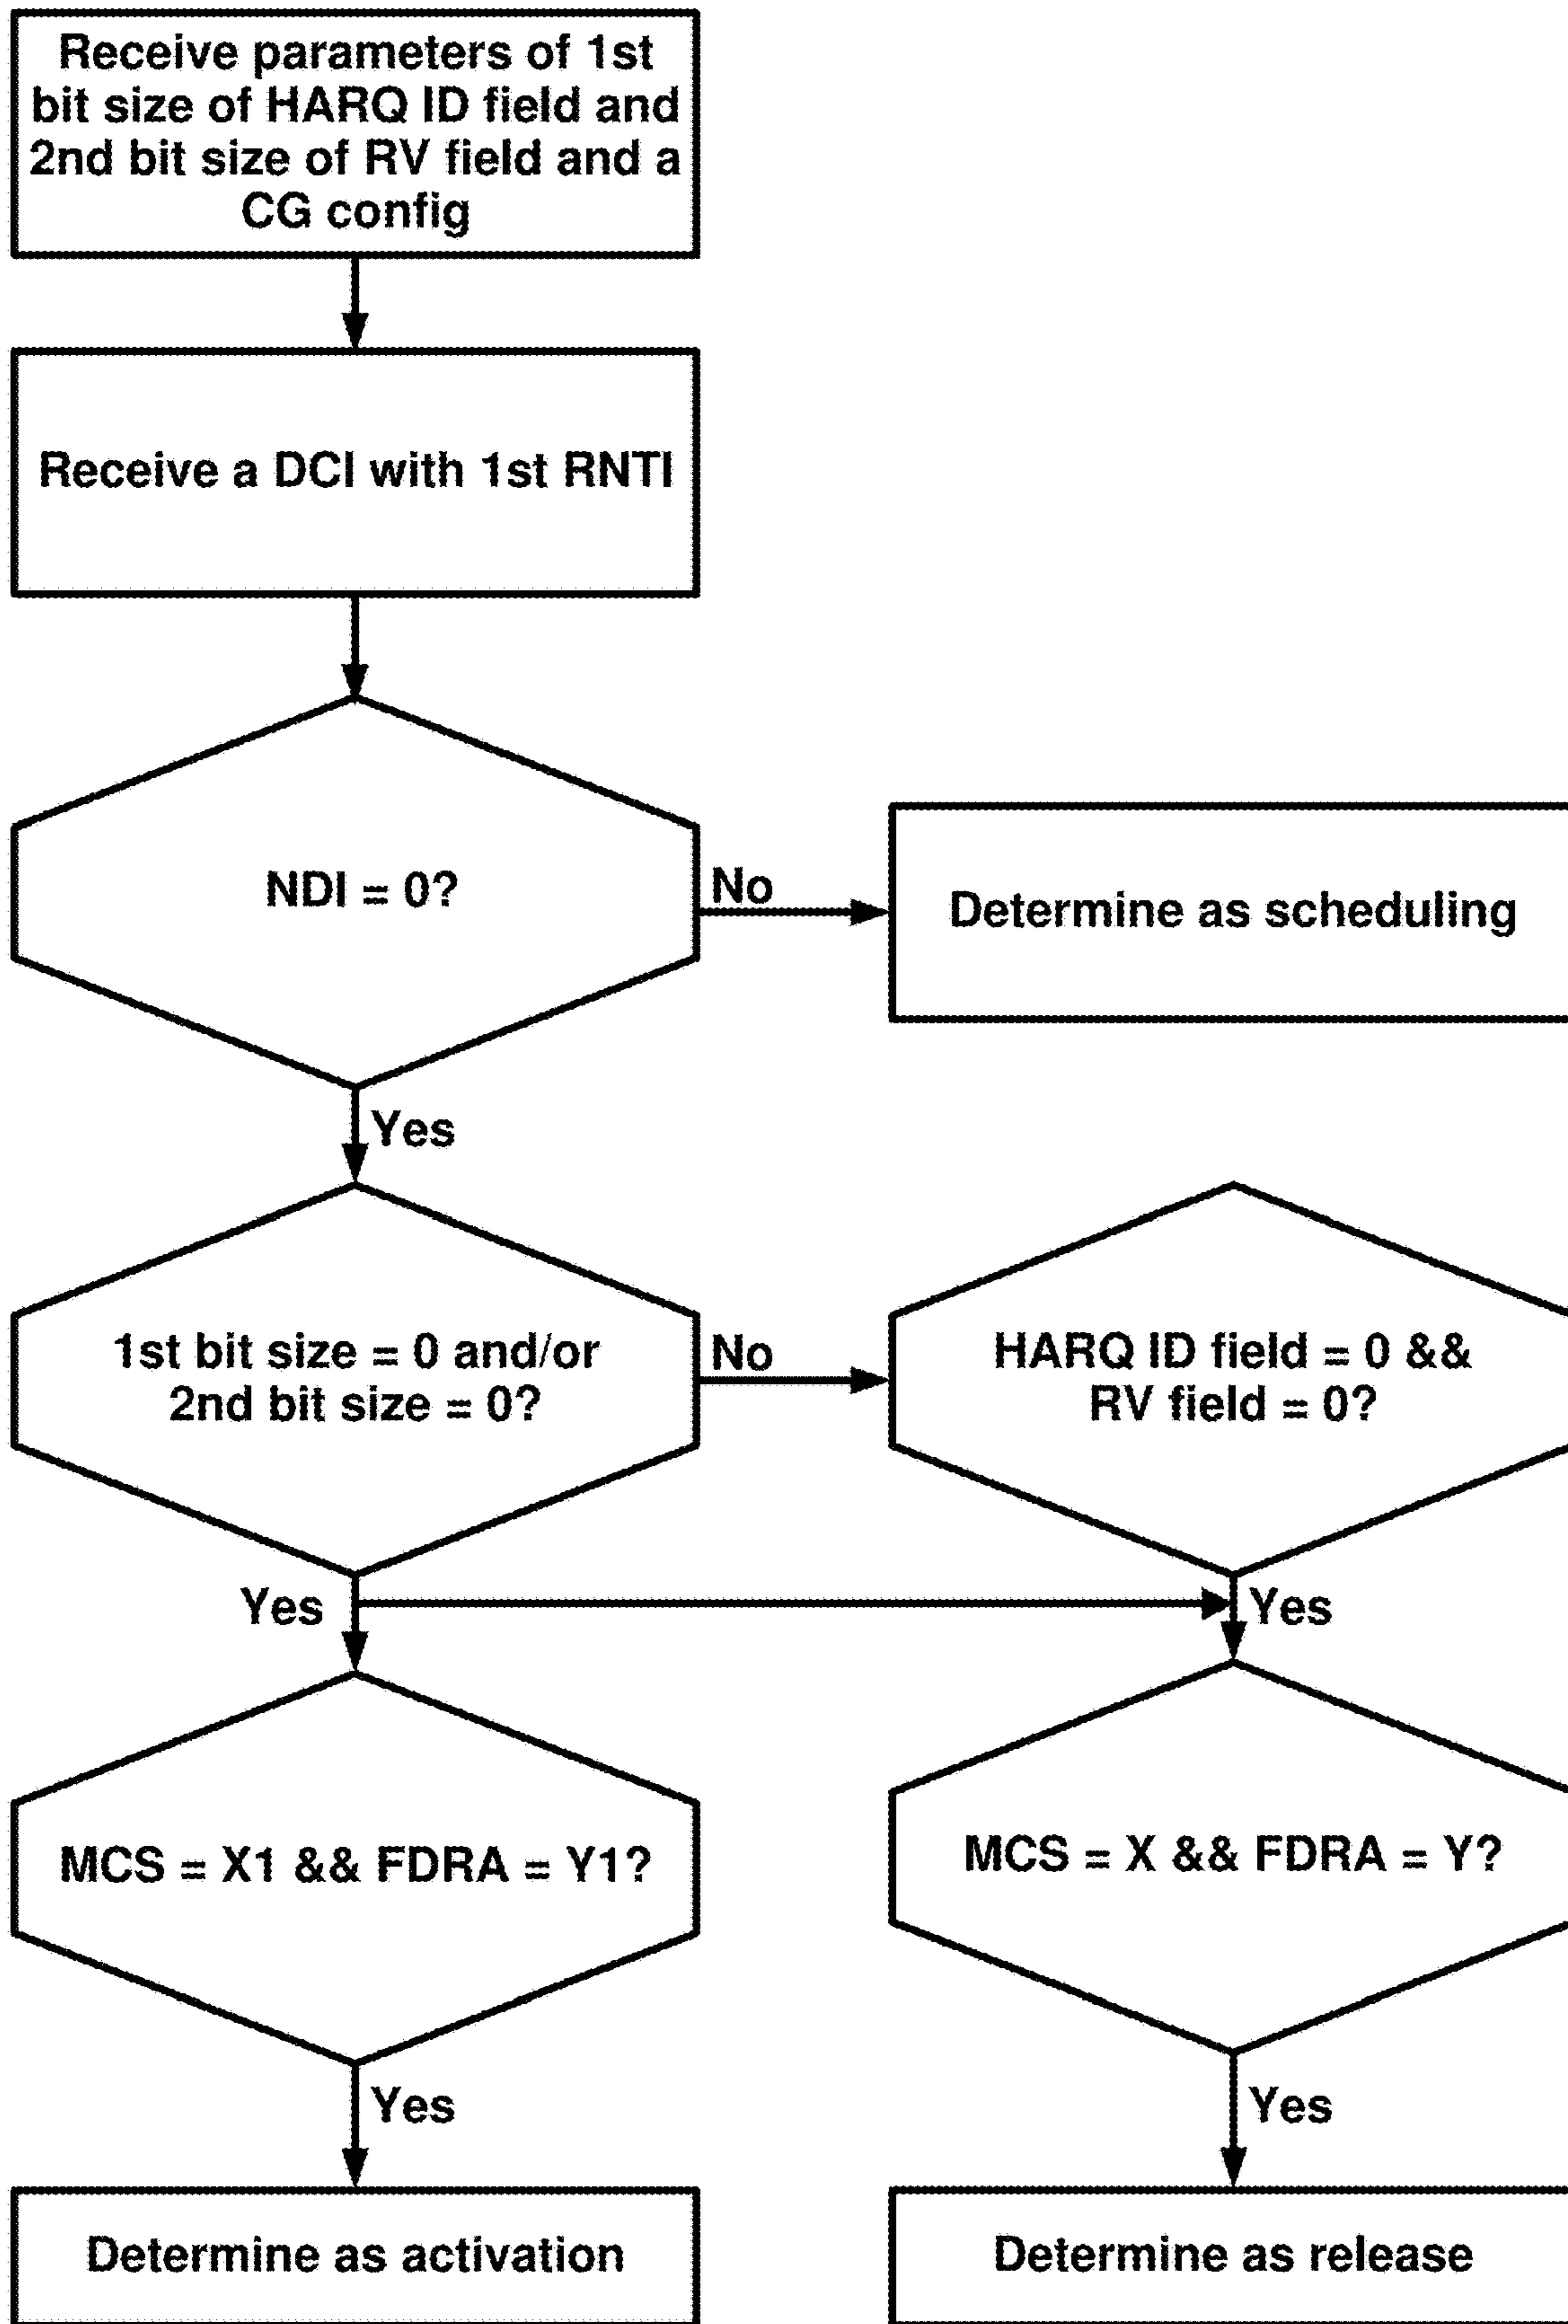 Receive parameters of 1st
bit size of HARQ ID field and
2nd bit size of RV field and a
CG config
Receive a DCI with 1st RNTI
NDI = 0?
No
Determine as scheduling
Yes
1st bit size = 0 and/or
2nd bit size = 0?
No
HARQ ID field = 0 &&
RV field = 0?
Yes
Yes
MCS = X1 && FDRA = Y1?
MCS = X && FDRA = Y?
Yes
Yes
Determine as activation
Determine as release